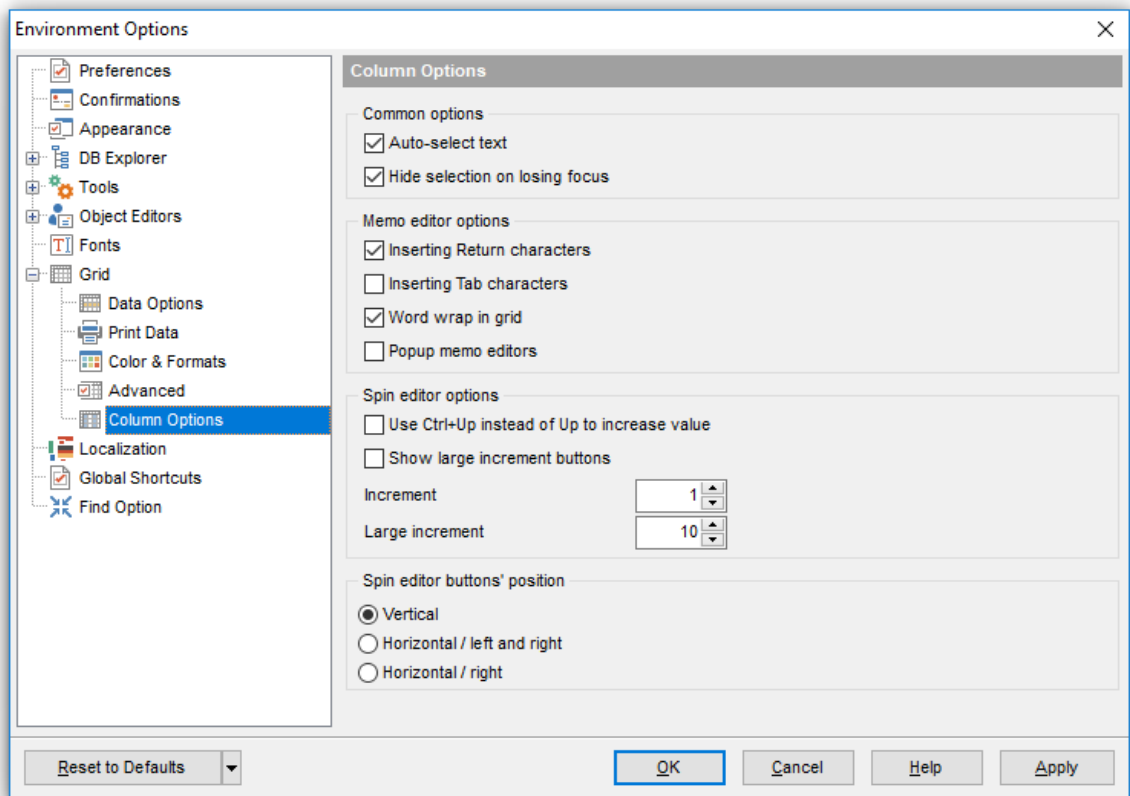 Environment Options
Preferences
Confirmations
Appearance
DB Explorer
Tools
Object Editors
Fonts
Grid
Data Options
Print Data
Color & Formats
Advanced
Column Options
Localization
Global Shortcuts
Find Option
Column Options
Common options
Auto-select text
Hide selection on losing focus
Memo editor options
Inserting Return characters
Inserting Tab characters
Word wrap in grid
Popup memo editors
Spin editor options
Use Ctrl+Up instead of Up to increase value
Show large increment buttons
Increment 1
Large increment 10
Spin editor buttons' position
Vertical
Horizontal / left and right
Horizontal / right
Reset to Defaults OK Cancel Help Apply